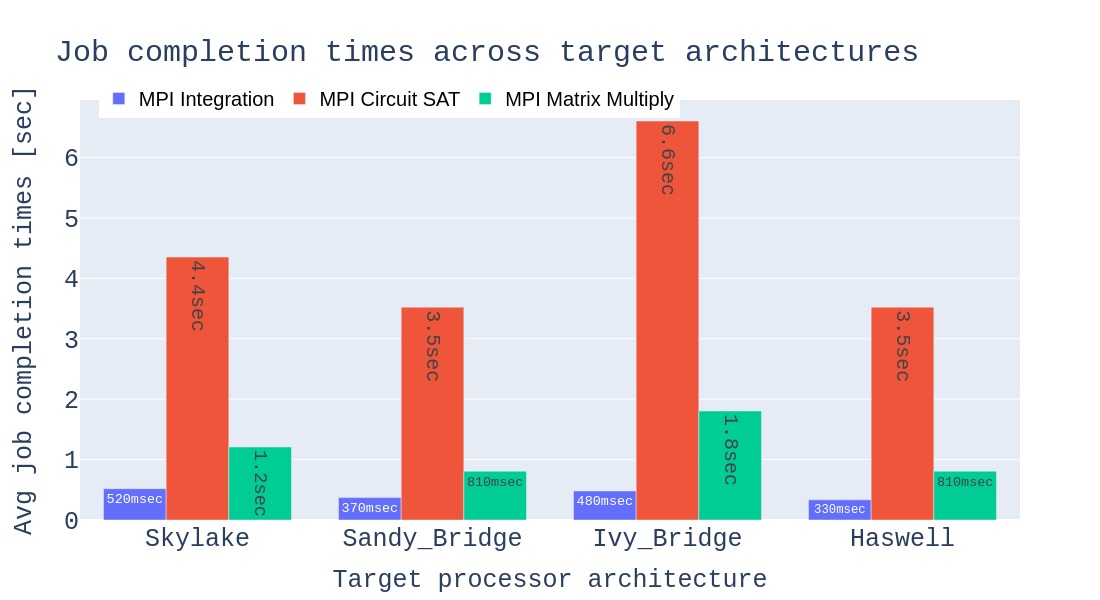 Job completion times across target architectures
MPI Integration MPI Circuit SAT MPI Matrix Multiply
Avg job completion times [sec]
6
5
4
3
2
1
0
520msec 4.4sec 1.2sec
370msec 3.5sec 810msec
480msec 6.6sec 1.8sec
330msec 3.5sec 810msec
Skylake Sandy_Bridge Ivy_Bridge Haswell
Target processor architecture